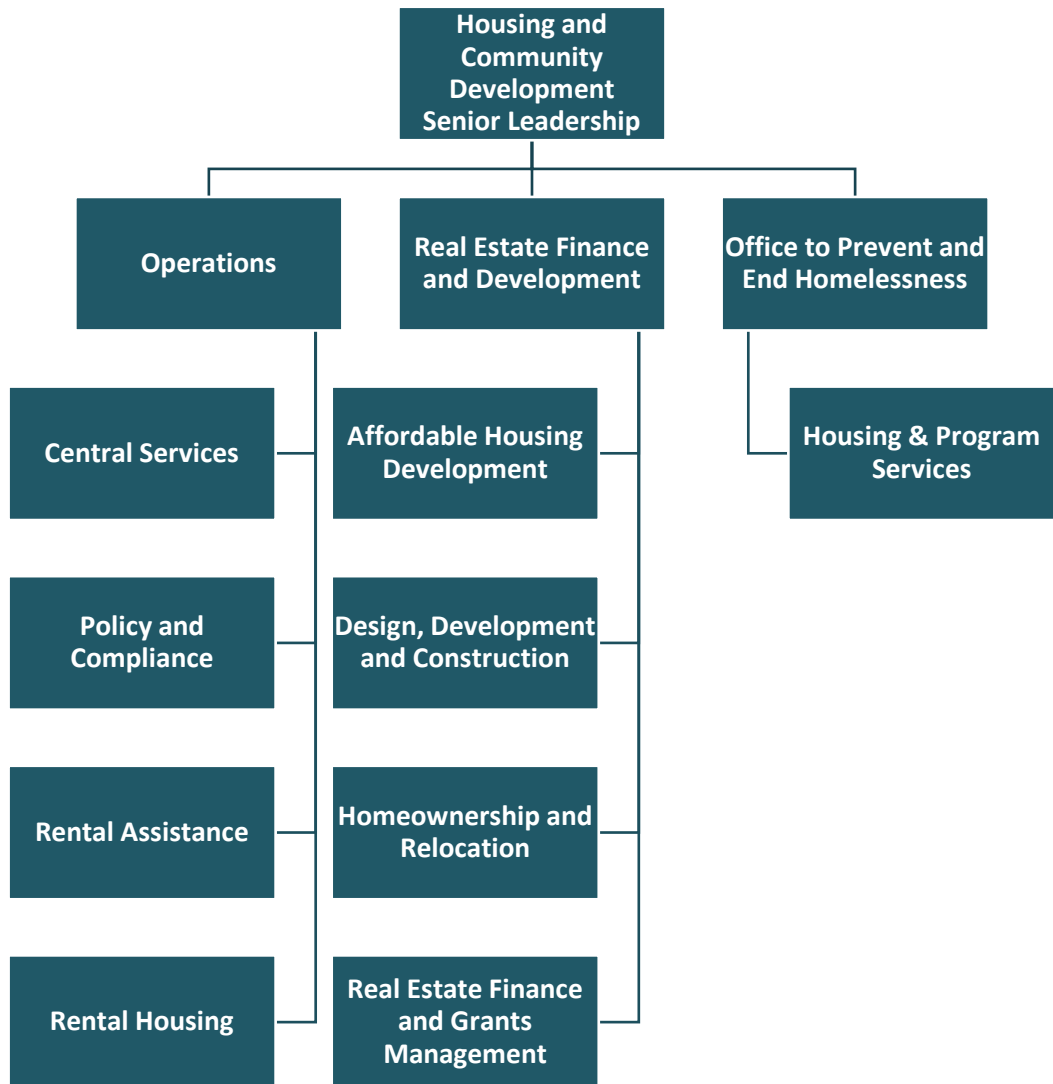 Housing and
Community
Development
Senior Leadership
Operations
Real Estate Finance
and Development
Office to Prevent and
End Homelessness
Central Services
Affordable Housing
Development
Housing & Program
Services
Policy and
Compliance
Design, Development
and Construction
Rental Assistance
Homeownership and
Relocation
Rental Housing
Real Estate Finance
and Grants
Management